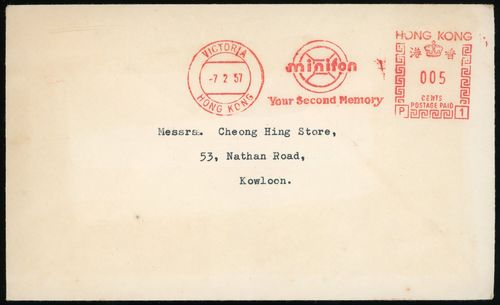 VICTORIA
-7 2 57
HONG KONG
minifon
Your Second Memory
HONG KONG
港 香
005
CENTS
POSTAGE PAID
P 1
Messrs. Cheong Hing Store,
53, Nathan Road,
Kowloon.